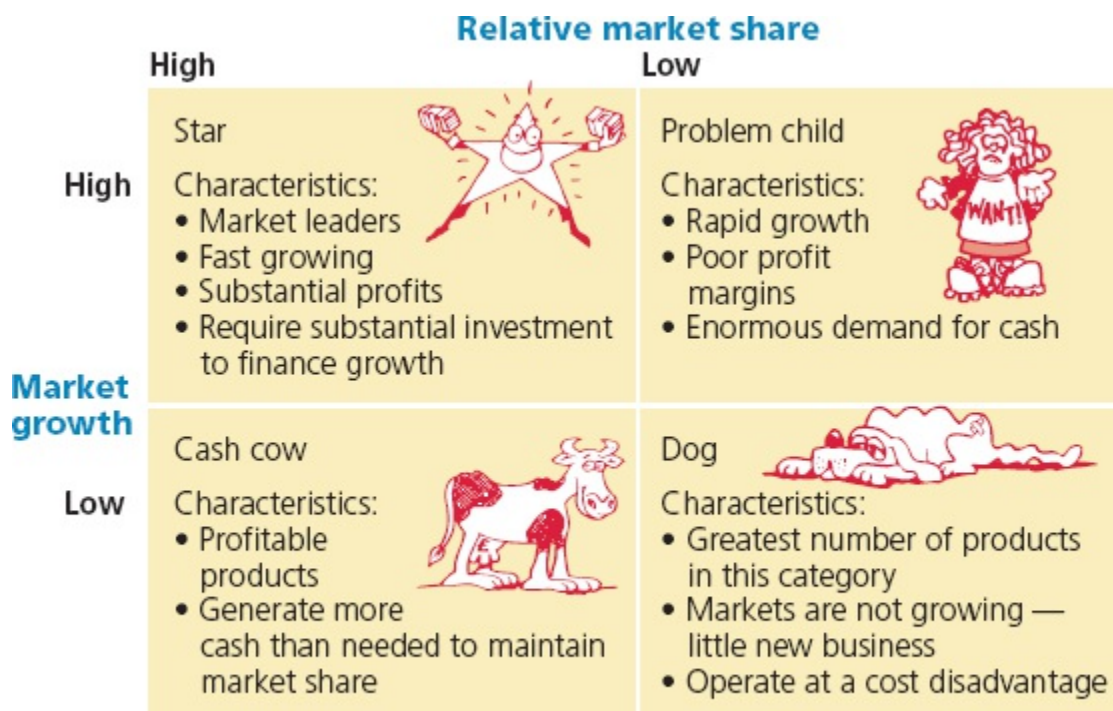 Relative market share
High
Low
Star
Characteristics:
• Market leaders
• Fast growing
• Substantial profits
• Require substantial investment
to finance growth
Problem child
Characteristics:
• Rapid growth
• Poor profit
margins
• Enormous demand for cash
WANT!
High
Market
growth
Low
Cash cow
Characteristics:
• Profitable
products
• Generate more
cash than needed to maintain
market share
Dog
Characteristics:
• Greatest number of products
in this category
• Markets are not growing —
little new business
• Operate at a cost disadvantage